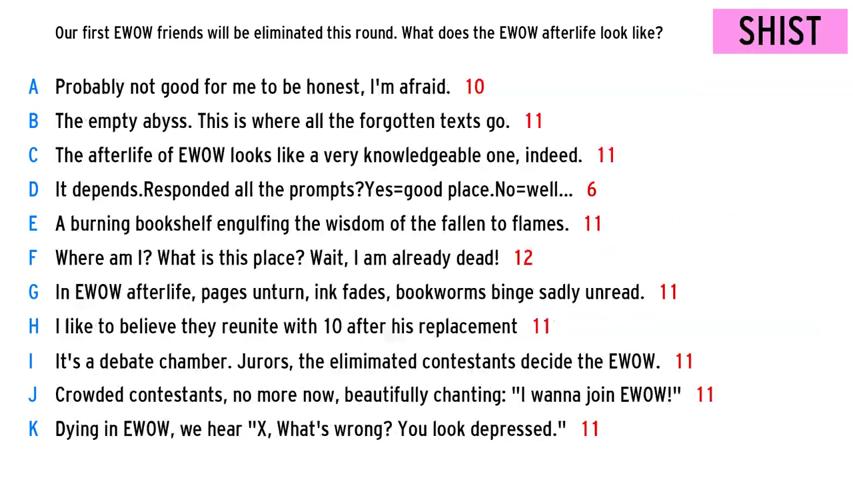 Our first EWOW friends will be eliminated this round. What does the EWOW afterlife look like?
SHIST
A Probably not good for me to be honest, I'm afraid. 10
B The empty abyss. This is where all the forgotten texts go. 11
C The afterlife of EWOW looks like a very knowledgeable one, indeed. 11
D It depends.Responded all the prompts?Yes=good place.No=well... 6
E A burning bookshelf engulfing the wisdom of the fallen to flames. 11
F Where am I? What is this place? Wait, I am already dead! 12
G In EWOW afterlife, pages unturn, ink fades, bookworms binge sadly unread. 11
H I like to believe they reunite with 10 after his replacement 11
I It's a debate chamber. Jurors, the elimimated contestants decide the EWOW. 11
J Crowded contestants, no more now, beautifully chanting: "I wanna join EWOW!" 11
K Dying in EWOW, we hear "X, What's wrong? You look depressed." 11